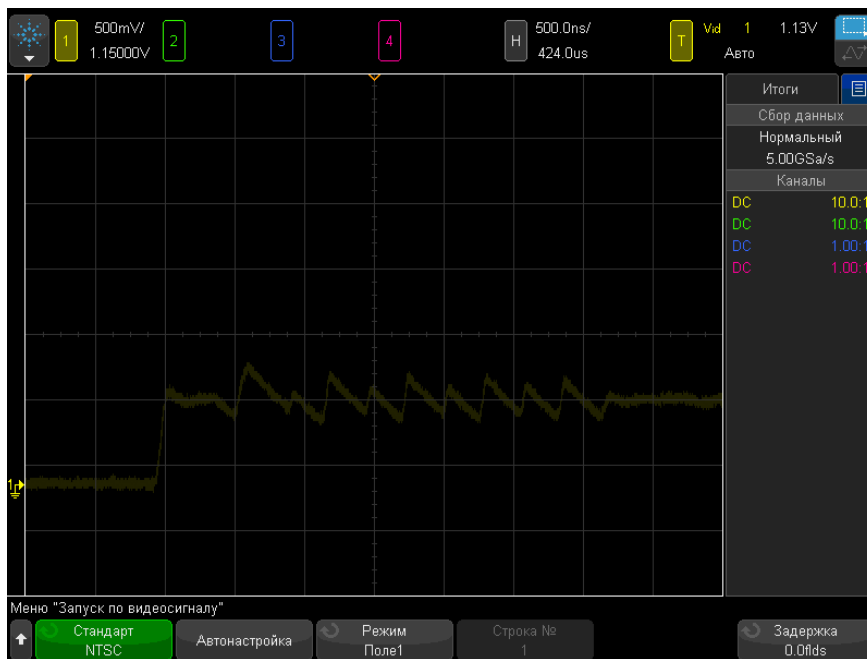 1 500mV/ 2 3 4 H 500.0ns/ T Vid 1 1.13V
1.15000V 424.0us Авто
Итоги
Сбор данных
Нормальный
5.00GSa/s
Каналы
DC 10.0:1
DC 10.0:1
DC 1.00:1
DC 1.00:1
1
Меню "Запуск по видеосигналу"
Стандарт Автонастройка Режим Строка № Задержка
NTSC Поле1 1 0.0flds